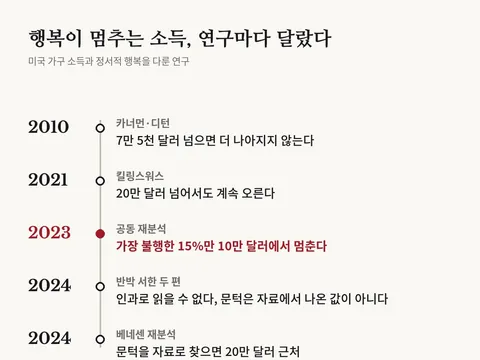 행복이 멈추는 소득, 연구마다 달랐다
미국 가구 소득과 정서적 행복을 다룬 연구
2010
카너먼·디턴
7만 5천 달러 넘으면 더 나아지지 않는다
2021
킬링스워스
20만 달러 넘어서도 계속 오른다
2023
공동 재분석
가장 불행한 15%만 10만 달러에서 멈춘다
2024
반박 서한 두 편
인과로 읽을 수 없다, 문턱은 자료에서 나온 값이 아니다
2024
베네센 재분석
문턱을 자료로 찾으면 20만 달러 근처